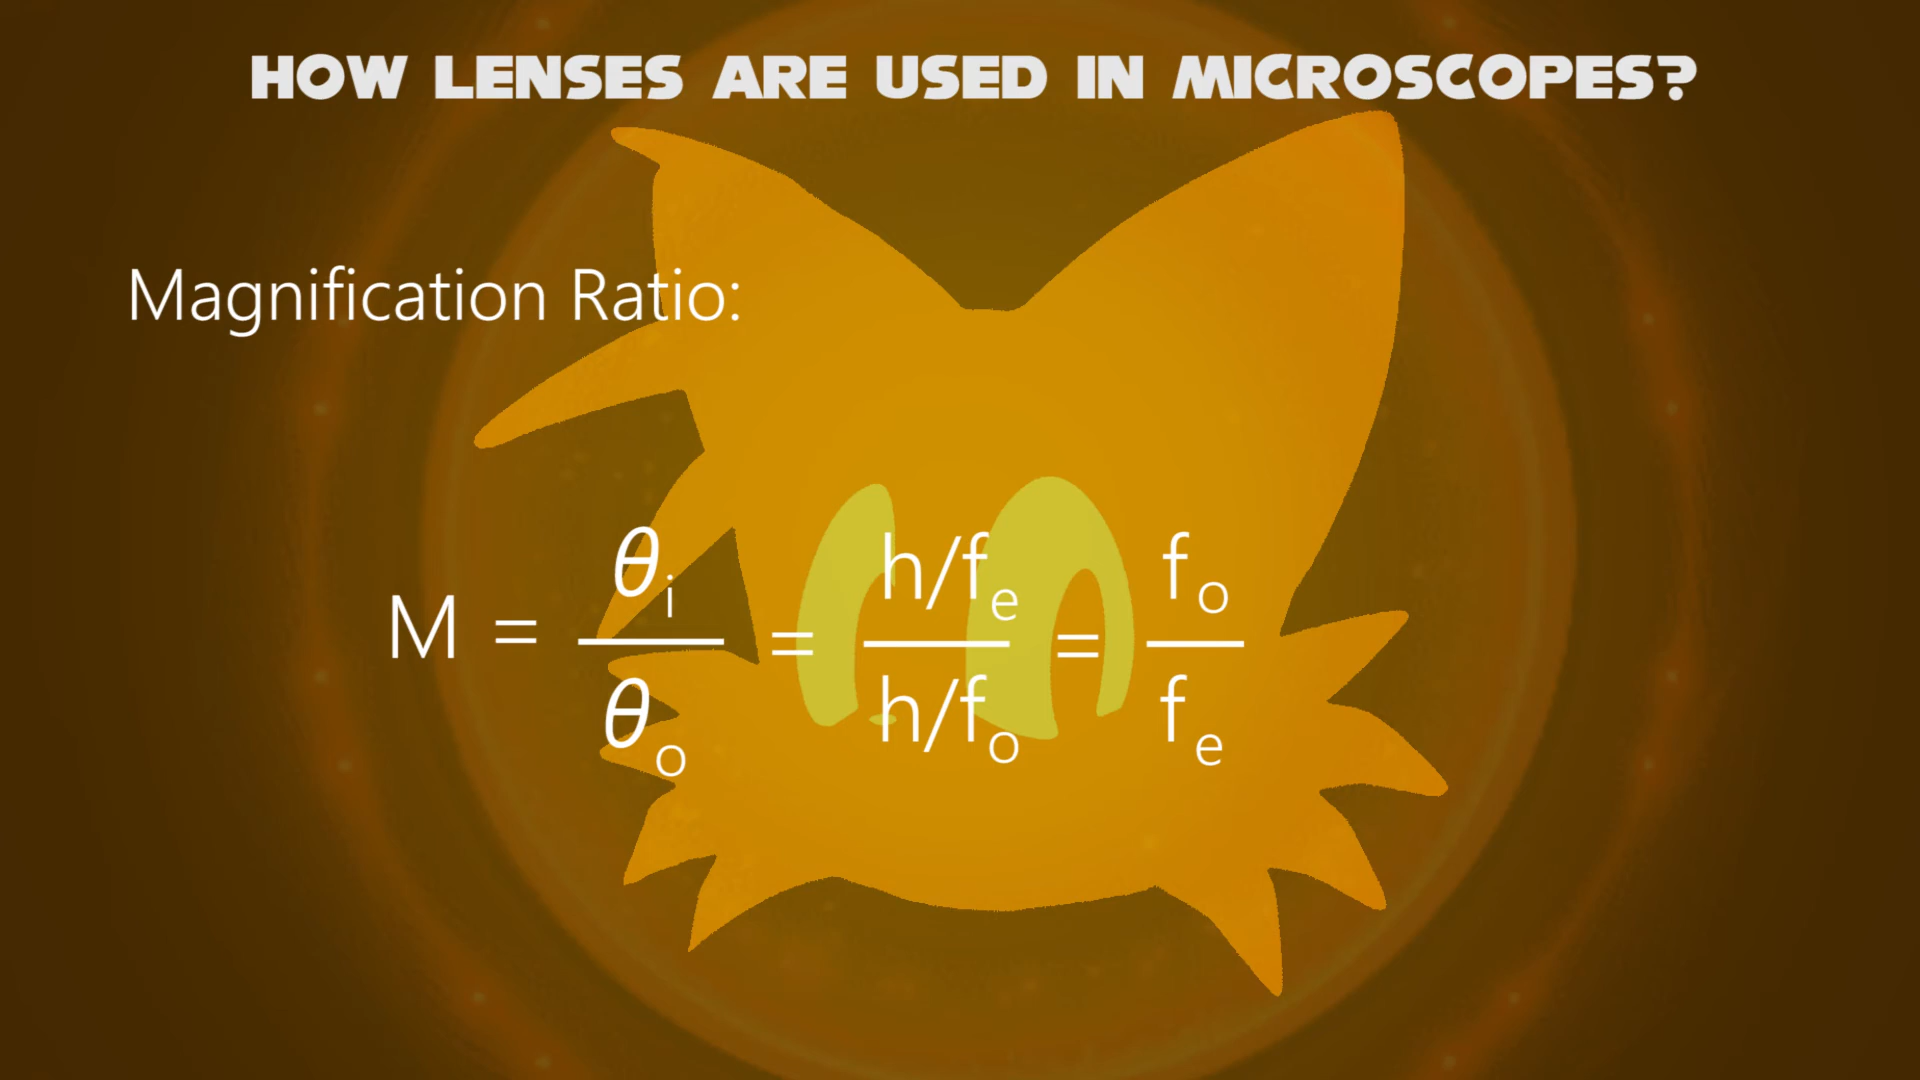 HOW LENSES ARE USED IN MICROSCOPES?
Magnification Ratio:
M = θi/θo = (h/fe)/(h/fo) = fo/fe